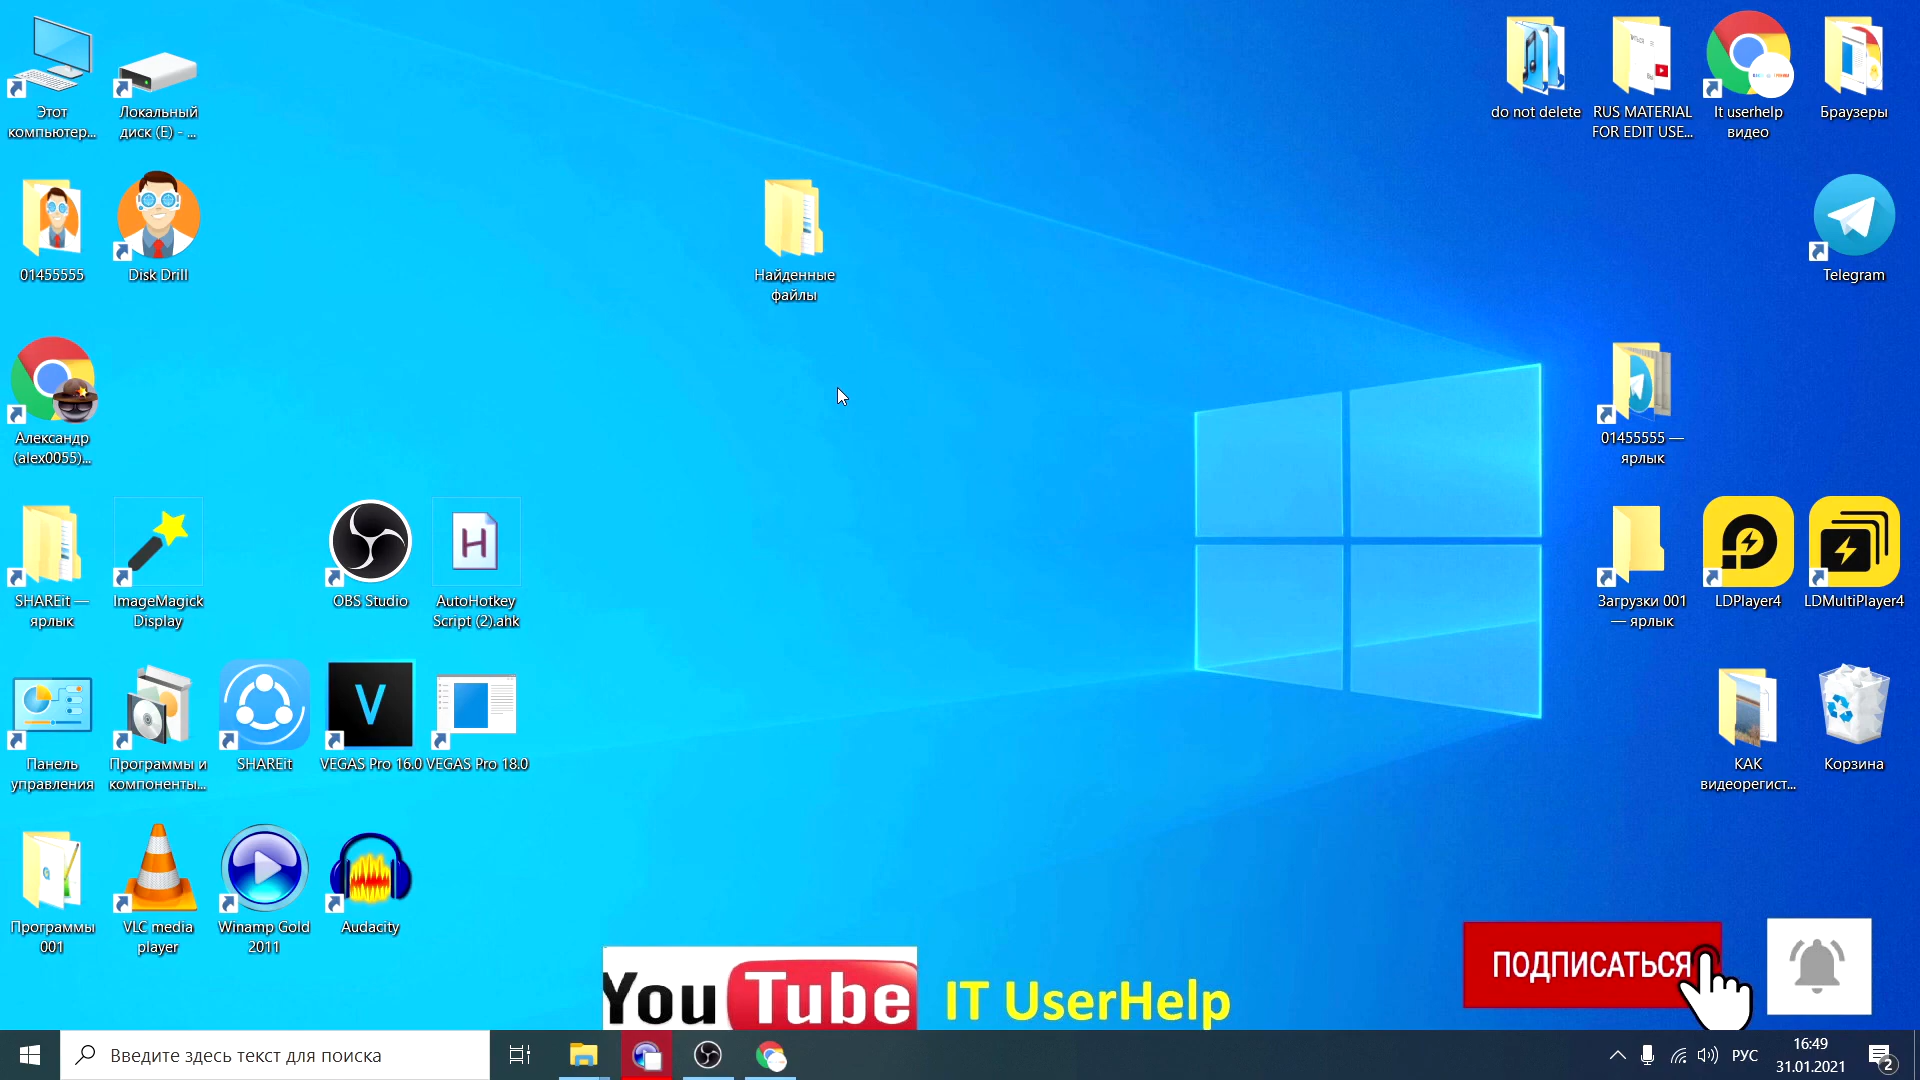 Этот
компьютер...
Локальный
диск (E) - ...
do not delete
RUS MATERIAL
FOR EDIT USE...
It userhelp
видео
Браузеры
01455555
Disk Drill
Найденные
файлы
Telegram
Александр
(alex0055)...
01455555 —
ярлык
SHAREit —
ярлык
ImageMagick
Display
OBS Studio
AutoHotkey
Script (2).ahk
Загрузки 001
— ярлык
LDPlayer4
LDMultiPlayer4
Панель
управления
Программы и
компоненты...
SHAREit
VEGAS Pro 16.0
VEGAS Pro 18.0
КАК
видеорегист...
Корзина
Программы
001
VLC media
player
Winamp Gold
2011
Audacity
YouTube
IT UserHelp
ПОДПИСАТЬСЯ
Введите здесь текст для поиска
РУС
16:49
31.01.2021
2